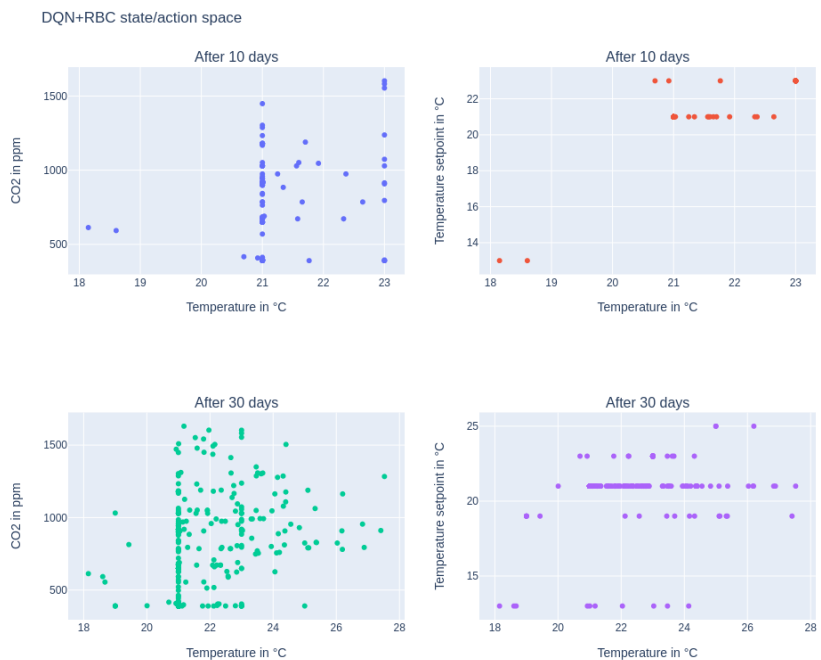 DQN+RBC state/action space
After 10 days
After 10 days
1500
1000
500
CO2 in ppm
18
19
20
21
22
23
Temperature in °C
22
20
18
16
14
Temperature setpoint in °C
18
19
20
21
22
23
Temperature in °C
After 30 days
After 30 days
1500
1000
500
CO2 in ppm
18
20
22
24
26
28
Temperature in °C
25
20
15
Temperature setpoint in °C
18
20
22
24
26
28
Temperature in °C